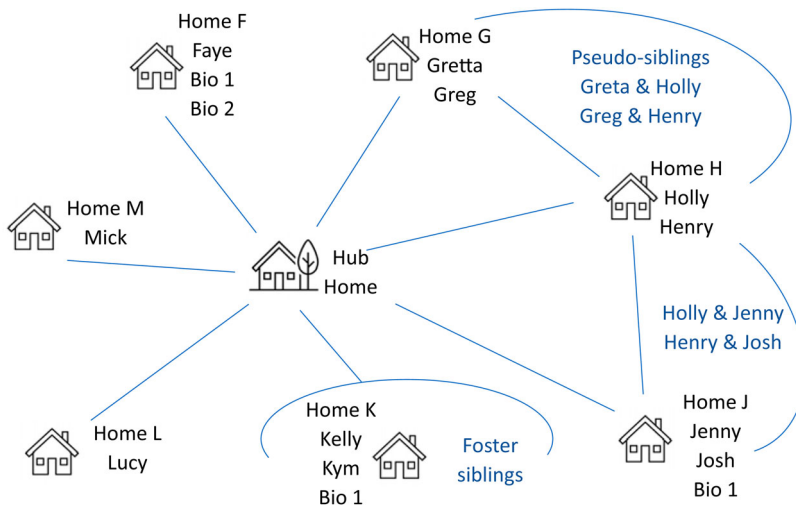 Home F
Faye
Bio 1
Bio 2
Home G
Gretta
Greg
Pseudo-siblings
Greta & Holly
Greg & Henry
Home H
Holly
Henry
Home M
Mick
Hub
Home
Holly & Jenny
Henry & Josh
Home L
Lucy
Home K
Kelly
Kym
Bio 1
Foster
siblings
Home J
Jenny
Josh
Bio 1